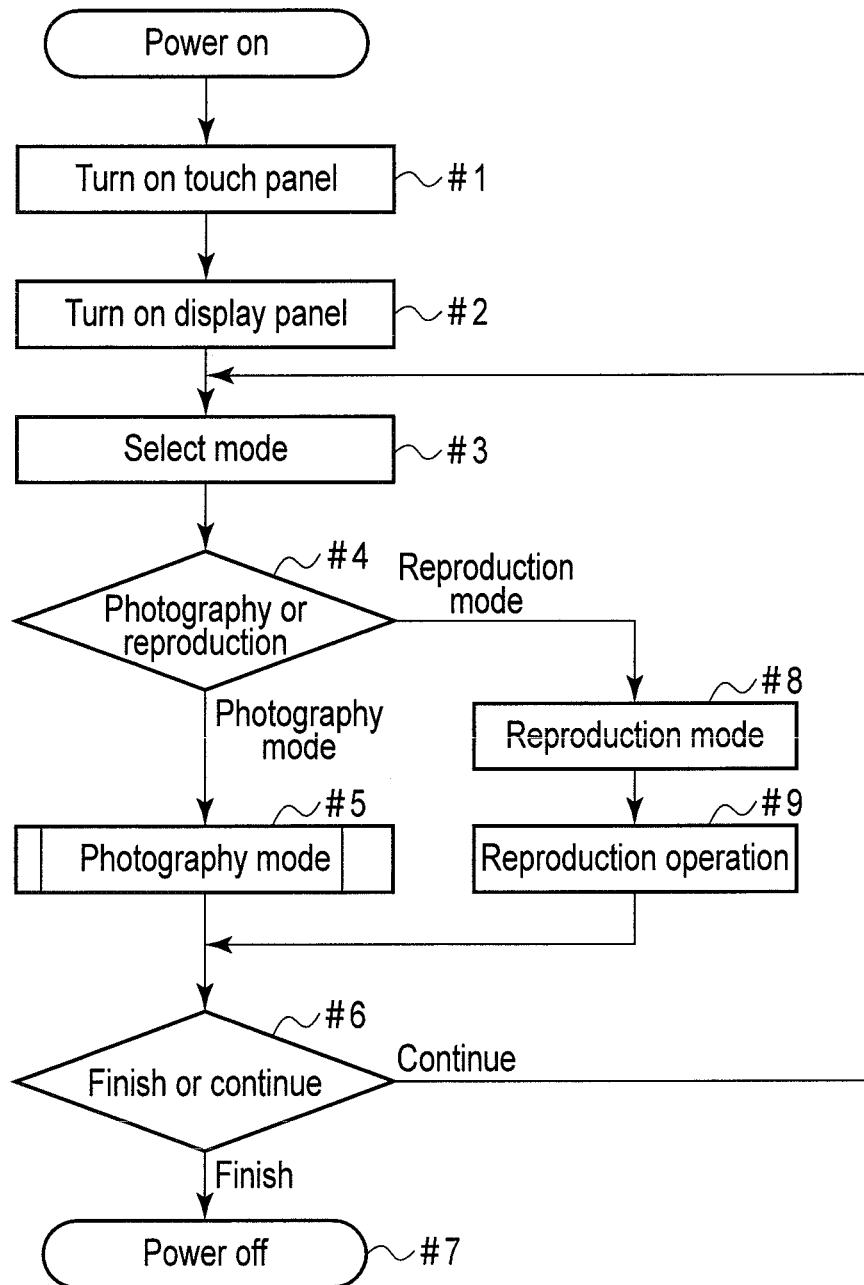 Power on
Turn on touch panel
#1
Turn on display panel
#2
Select mode
#3
#4
Photography or
reproduction
Reproduction
mode
Photography
mode
#8
Reproduction mode
#5
Photography mode
#9
Reproduction operation
#6
Finish or continue
Continue
Finish
Power off
#7